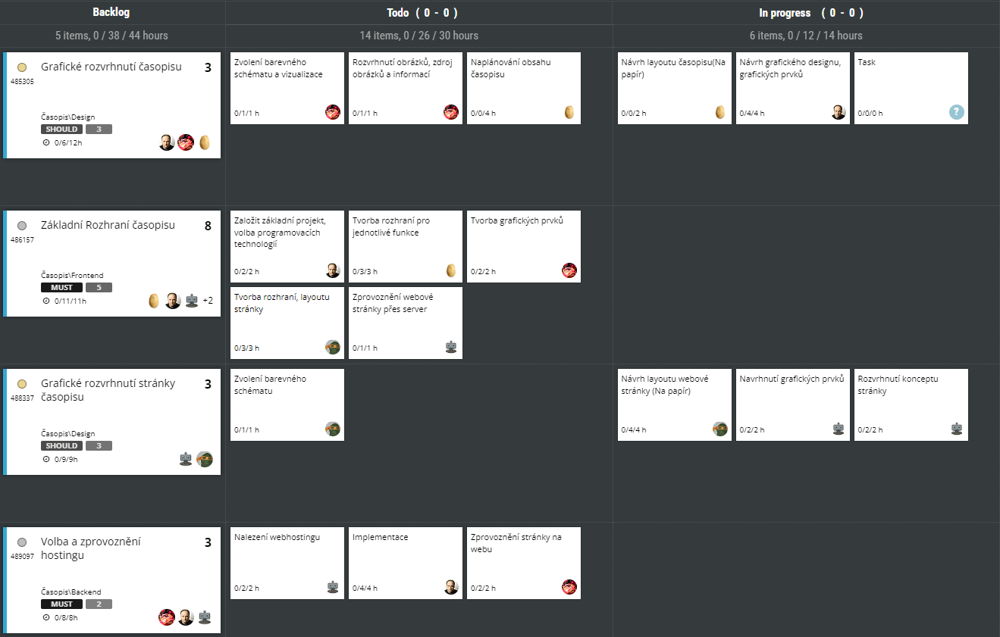 Backlog
Todo ( 0 - 0 )
In progress ( 0 - 0 )
5 items, 0 / 38 / 44 hours
14 items, 0 / 26 / 30 hours
6 items, 0 / 12 / 14 hours
Grafické rozvrhnutí časopisu
3
485305
Časopis\Design
SHOULD
3
0/6/12h
Zvolení barevného
schématu a vizualizace
0/1/1 h
Rozvrhnutí obrázků, zdroj
obrázků a informací
0/1/1 h
Naplánování obsahu
časopisu
0/0/4 h
Návrh layoutu časopisu(Na
papír)
0/0/2 h
Návrh grafického designu,
grafických prvků
0/4/4 h
Task
0/0/0 h
?
Základní Rozhraní časopisu
8
486157
Časopis\Frontend
MUST
5
0/11/11h
+2
Založit základní projekt,
volba programovacích
technologií
0/2/2 h
Tvorba rozhraní pro
jednotlivé funkce
0/3/3 h
Tvorba grafických prvků
0/2/2 h
Tvorba rozhraní, layoutu
stránky
0/3/3 h
Zprovoznění webové
stránky přes server
0/1/1 h
Grafické rozvrhnutí stránky
časopisu
3
488337
Časopis\Design
SHOULD
3
0/9/9h
Zvolení barevného
schématu
0/1/1 h
Návrh layoutu webové
stránky (Na papír)
0/4/4 h
Navrhnutí grafických prvků
0/2/2 h
Rozvrhnutí konceptu
stránky
0/2/2 h
Volba a zprovoznění
hostingu
3
489097
Časopis\Backend
MUST
2
0/8/8h
Nalezení webhostingu
0/2/2 h
Implementace
0/4/4 h
Zprovoznění stránky na
webu
0/2/2 h